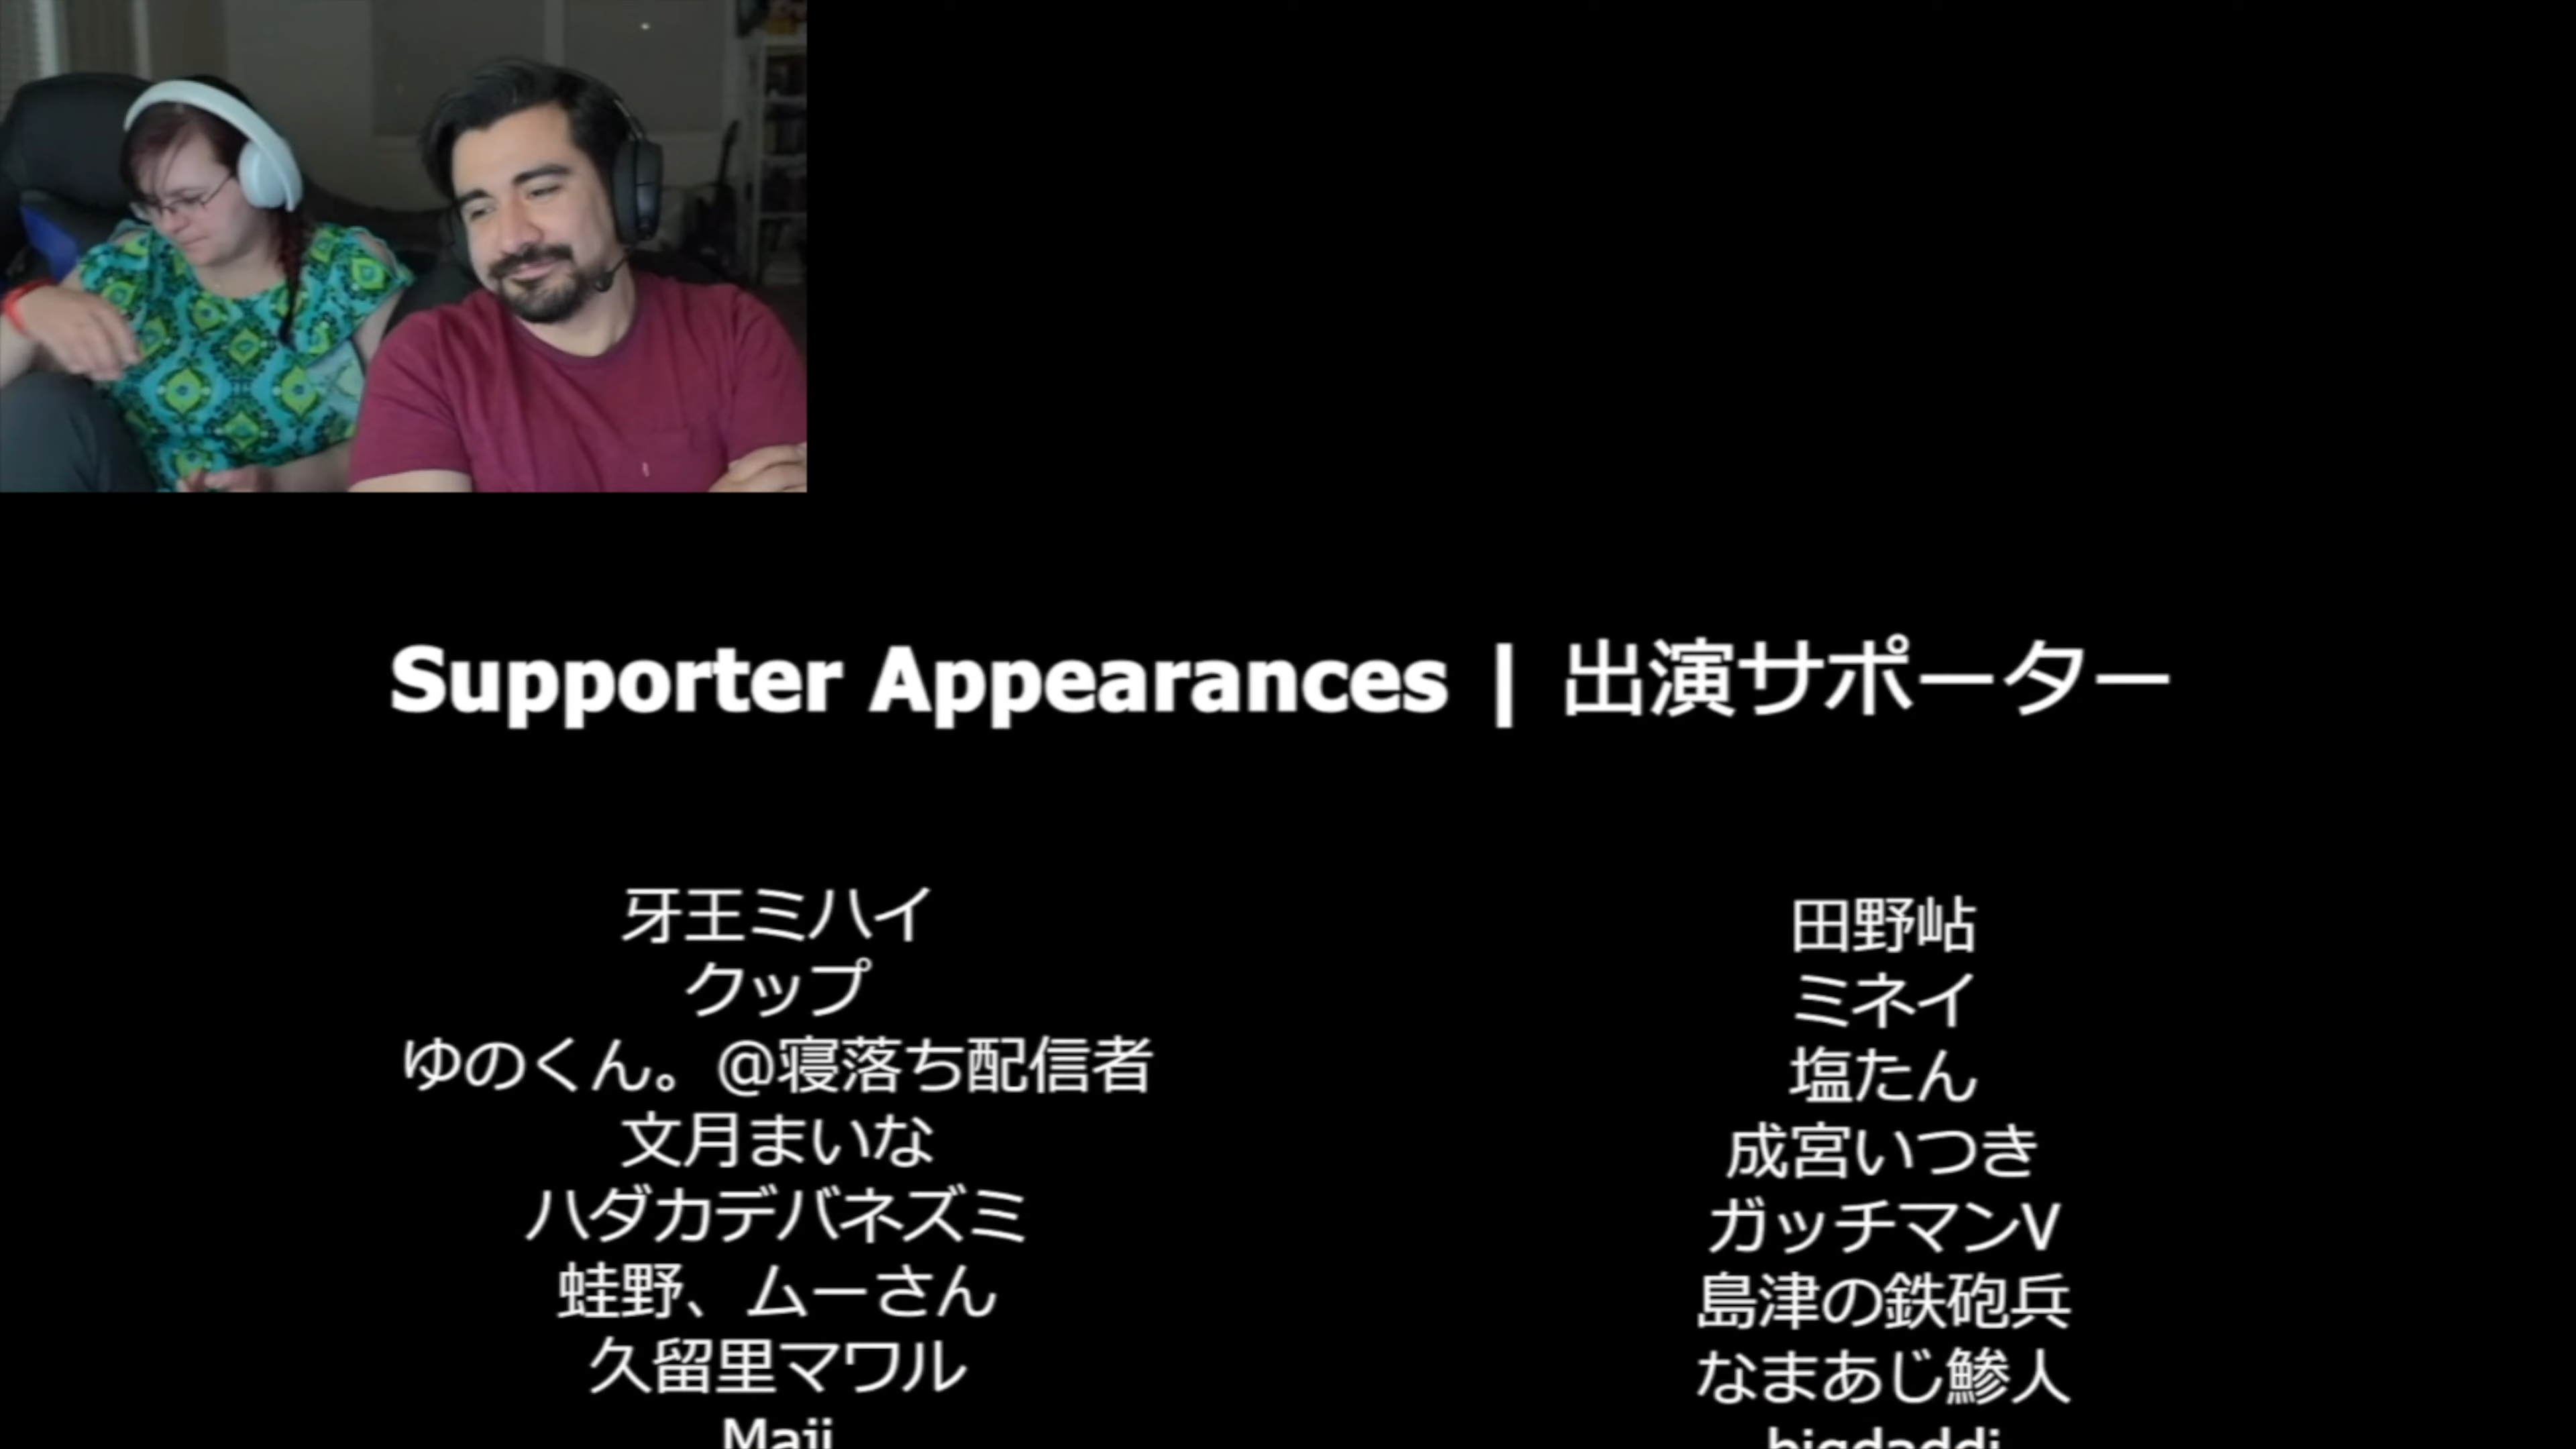 Supporter Appearances | 出演サポーター
牙王ミハイ
クップ
ゆのくん。@寝落ち配信者
文月まいな
ハダカデバネズミ
蛙野、ムーさん
久留里マワル
田野岾
ミネイ
塩たん
成宮いつき
ガッチマンV
島津の鉄砲兵
なまあじ鯵人